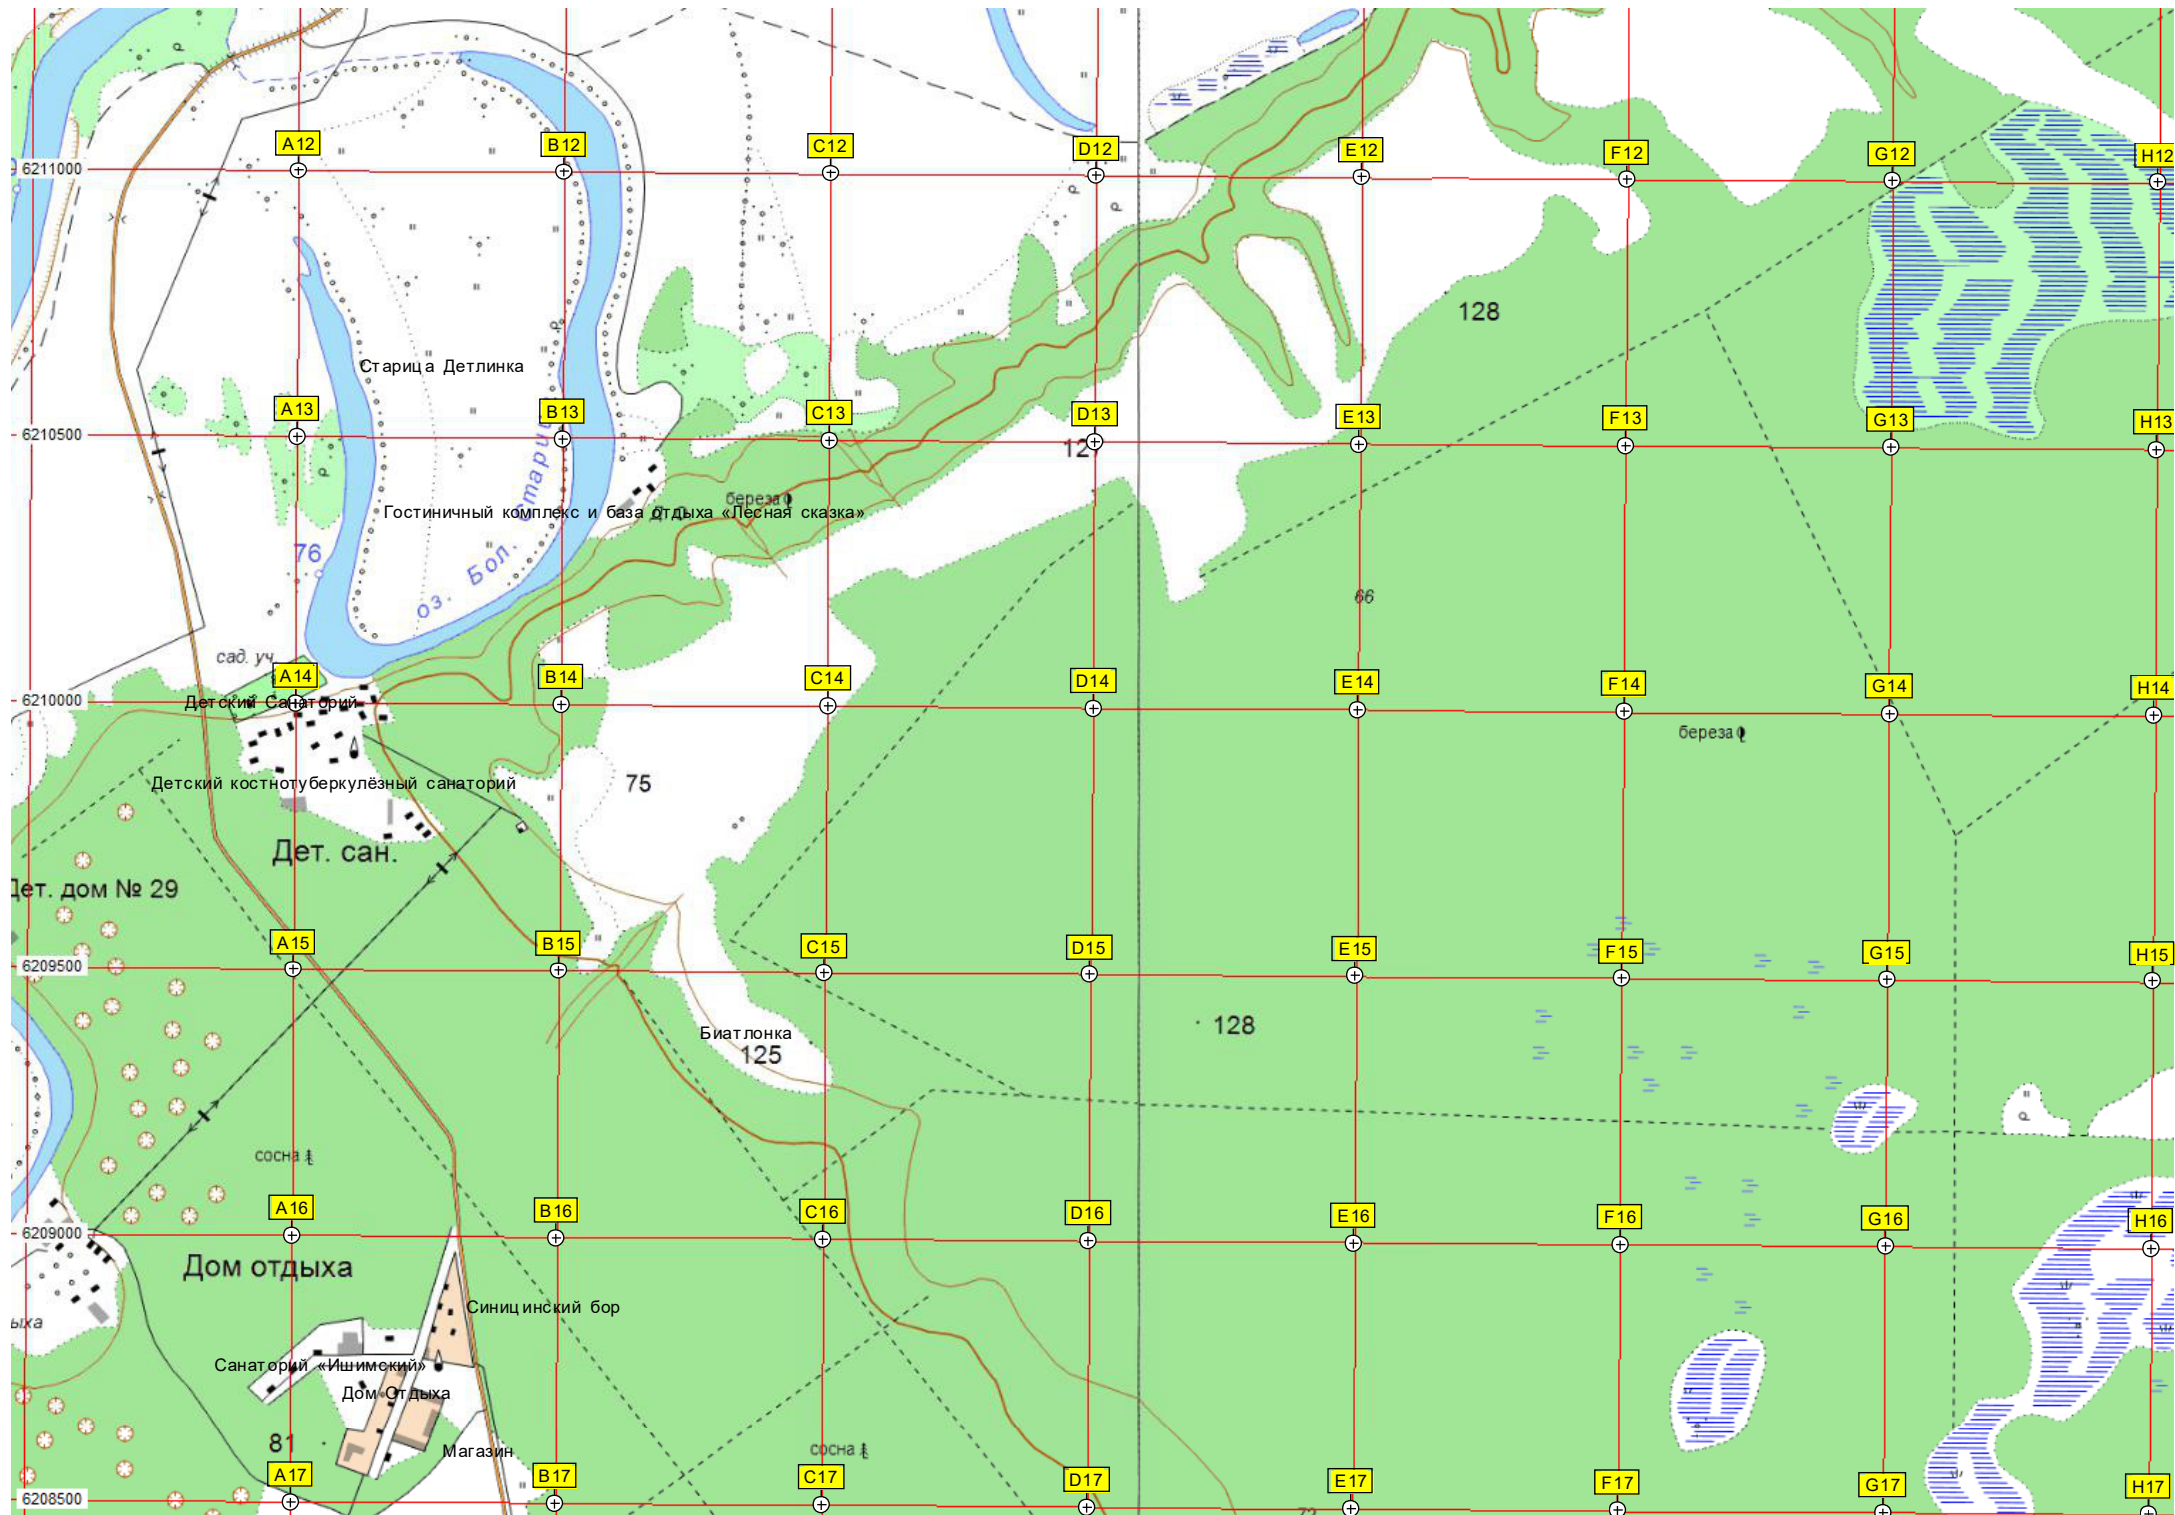 A12
B12
C12
D12
E12
F12
G12
H12
6211000
128
Старица Детлинка
A13
B13
C13
D13
E13
F13
G13
H13
6210500
127
береза
Гостиничный комплекс и база отдыха «Лесная сказка»
оз. Бол. Старица
76
66
сад. уч.
A14
B14
C14
D14
E14
F14
G14
H14
6210000
Детский Санаторий
береза
Детский костнотуберкулёзный санаторий
75
Дет. сан.
Дет. дом № 29
A15
B15
C15
D15
E15
F15
G15
H15
6209500
Биатлонка
128
125
сосна
A16
B16
C16
D16
E16
F16
G16
H16
6209000
Дом отдыха
Синицинский бор
ыха
Санаторий «Ишимский»
Дом Отдыха
81
Магазин
сосна
A17
B17
C17
D17
E17
F17
G17
H17
6208500